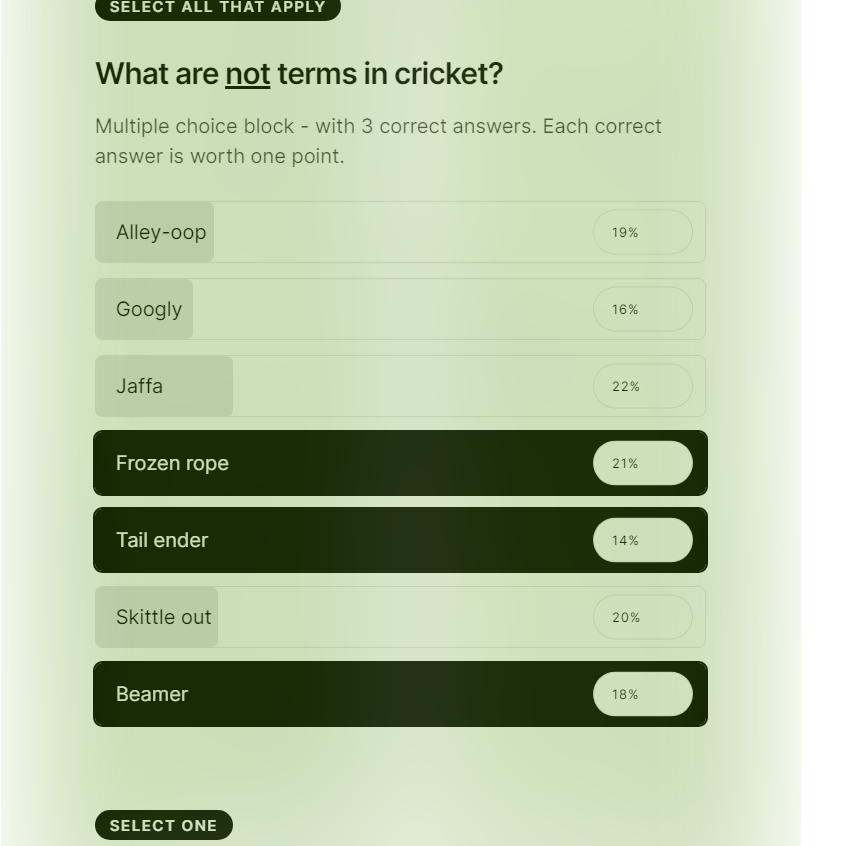 SELECT ALL THAT APPLY
What are not terms in cricket?
Multiple choice block - with 3 correct answers. Each correct
answer is worth one point.
Alley-oop 19%
Googly 16%
Jaffa 22%
Frozen rope 21%
Tail ender 14%
Skittle out 20%
Beamer 18%
SELECT ONE